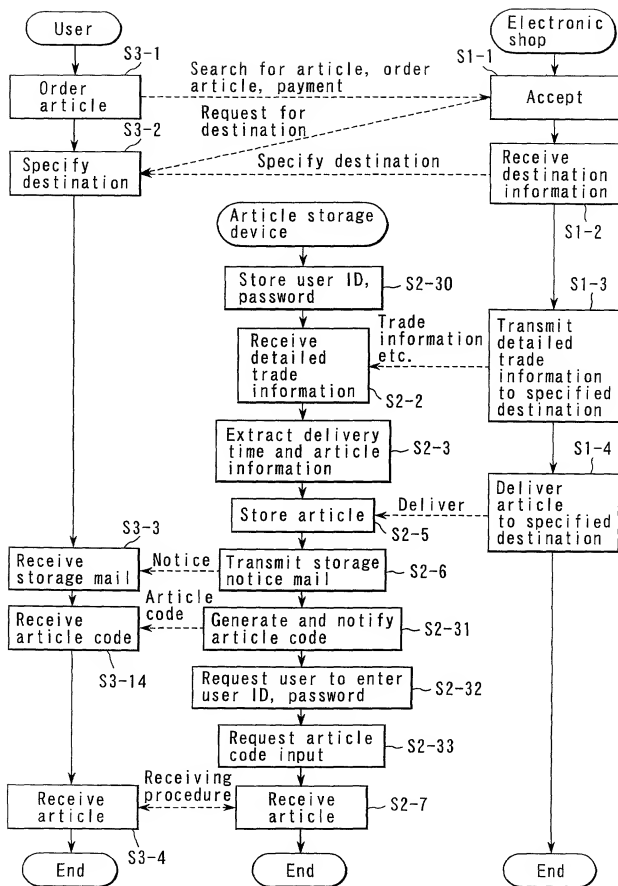 User
Electronic
shop
S3-1
S1-1
Order
article
Search for article, order
article, payment
Accept
Request for
destination
S3-2
Specify
destination
Specify destination
Receive
destination
information
S1-2
Article storage
device
Store user ID,
password
S2-30
S1-3
Trade
information
etc.
Receive
detailed
trade
information
S2-2
Transmit
detailed
trade
information
to specified
destination
Extract delivery
time and article
information
S2-3
S1-4
Deliver
article
to specified
destination
Deliver
Store article
S2-5
S3-3
Receive
storage mail
Notice
Transmit storage
notice mail
S2-6
Article
code
Receive
article code
Generate and notify
article code
S2-31
S3-14
Request user to enter
user ID, password
S2-32
Request article
code input
S2-33
Receiving
procedure
Receive
article
Receive
article
S2-7
S3-4
End
End
End